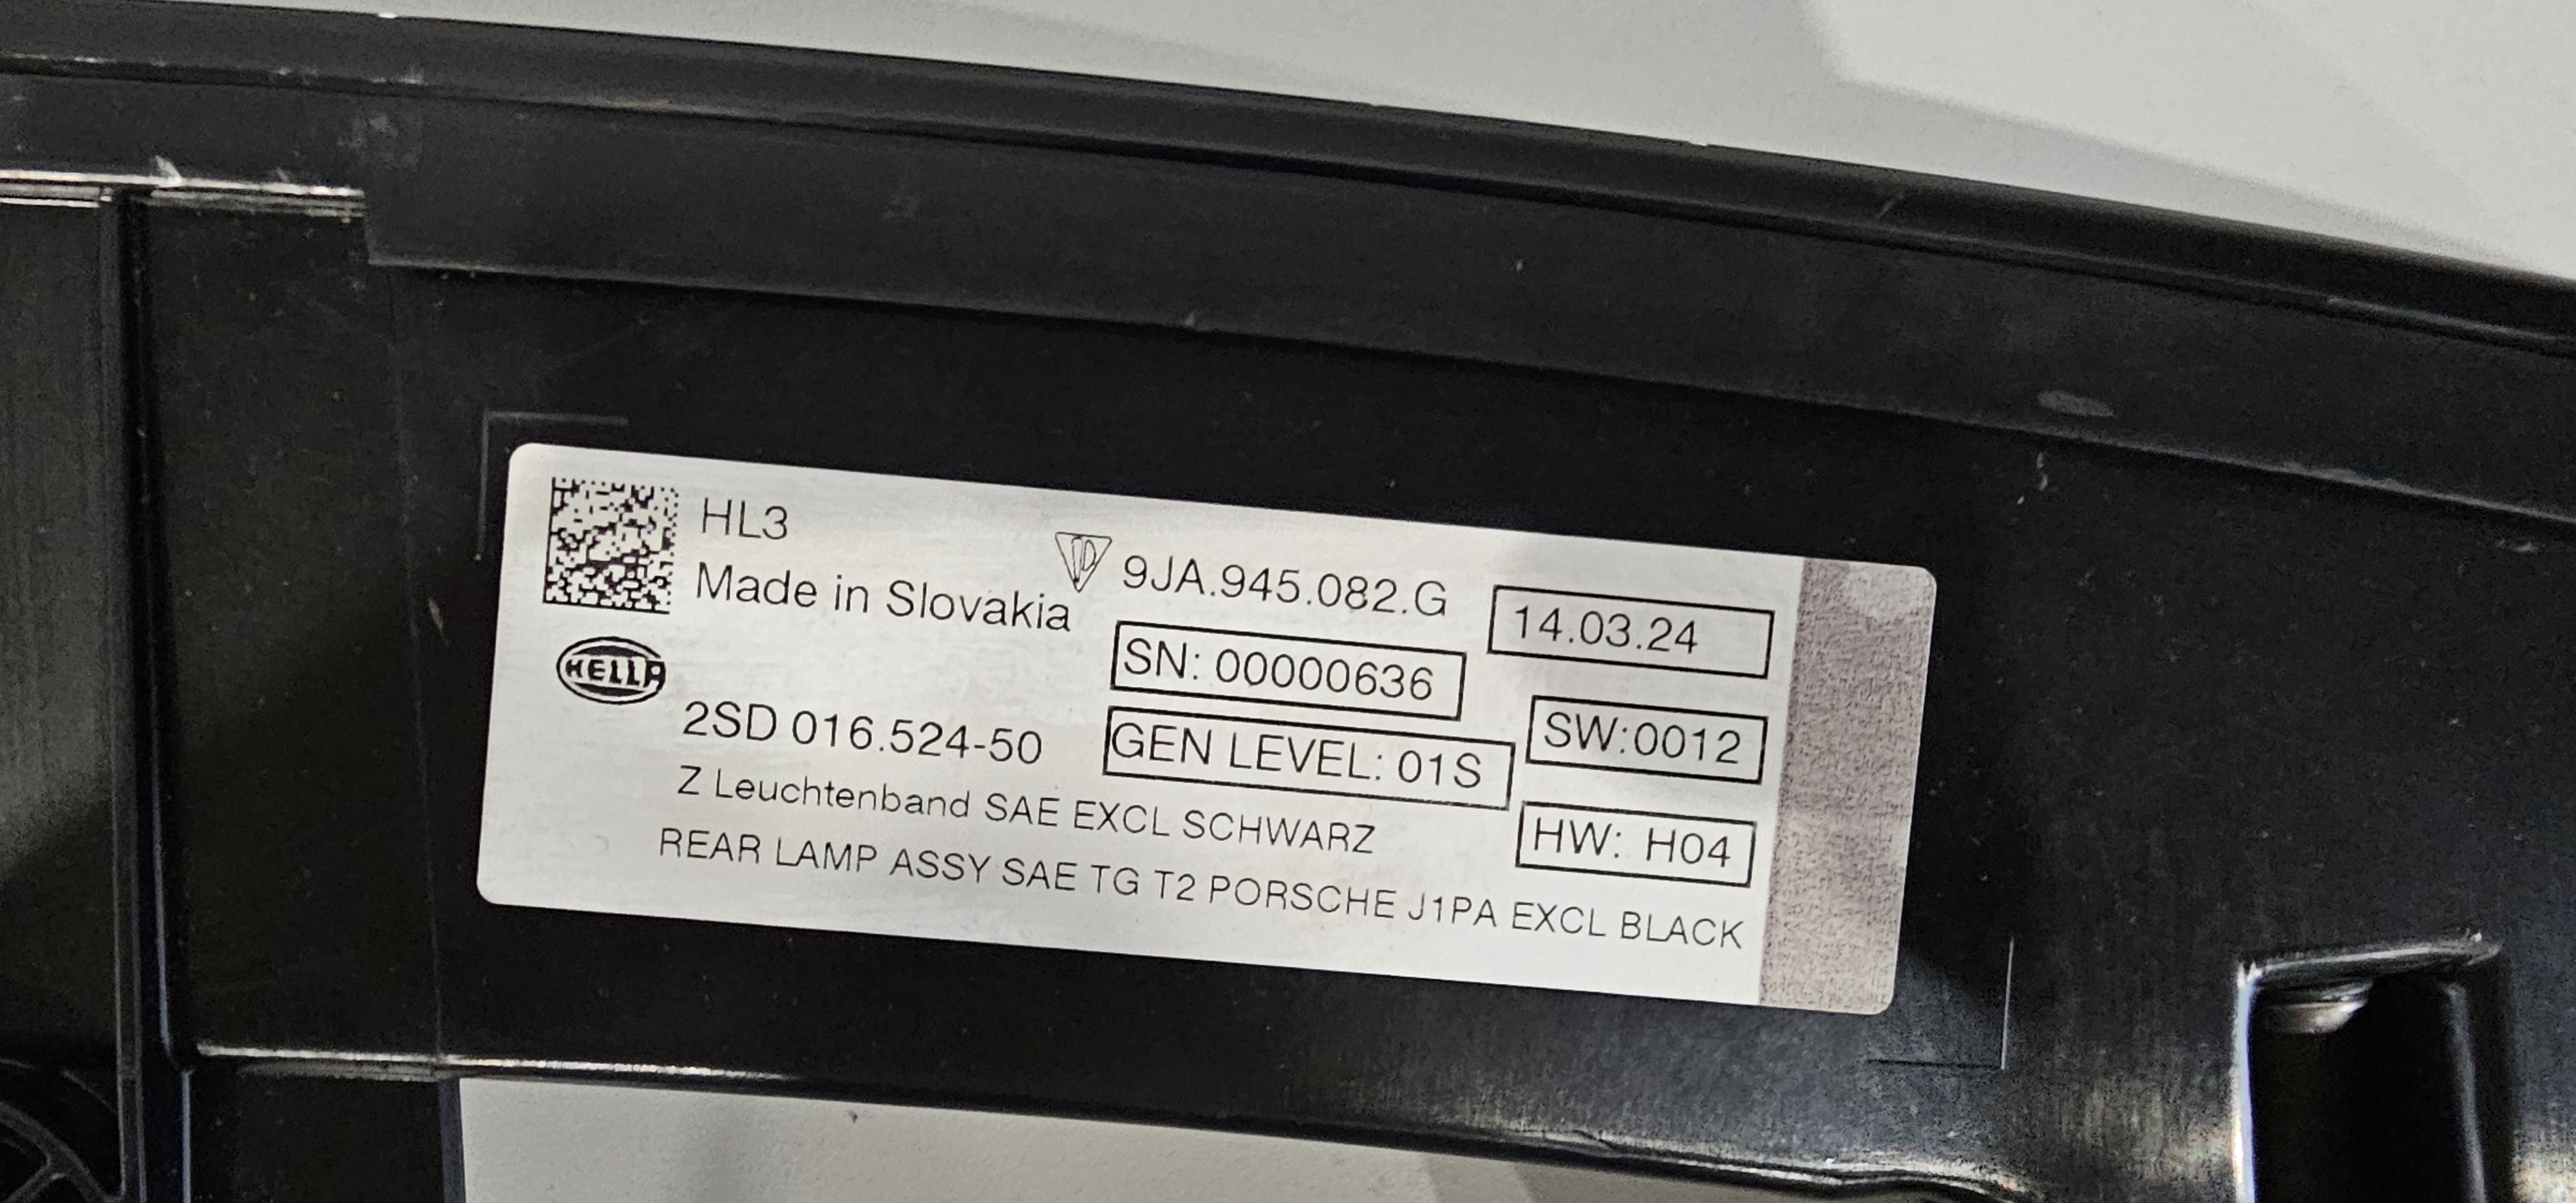 HL3
Made in Slovakia
9JA.945.082.G
14.03.24
HELLA
SN: 00000636
2SD 016.524-50
GEN LEVEL: 01S
SW:0012
Z Leuchtenband SAE EXCL SCHWARZ
HW: H04
REAR LAMP ASSY SAE TG T2 PORSCHE J1PA EXCL BLACK